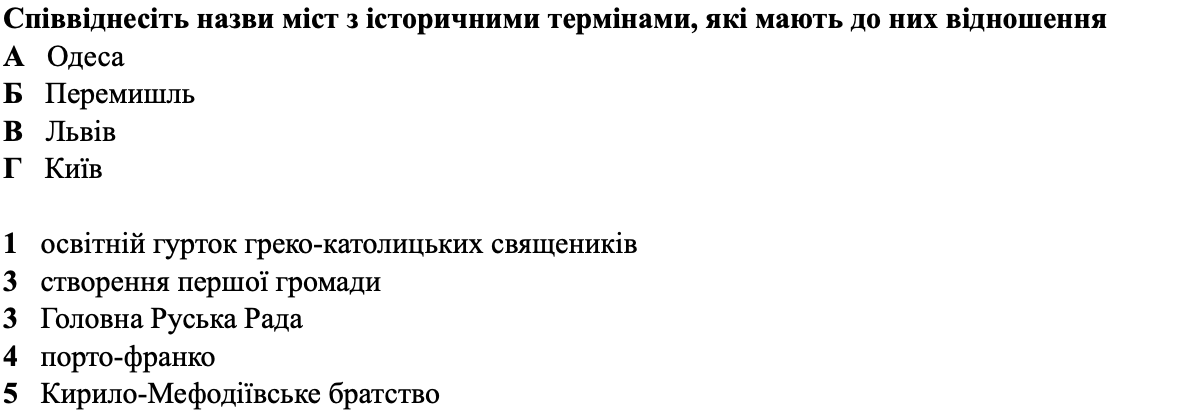 Співвіднесіть назви міст з історичними термінами, які мають до них відношення
А Одеса
Б Перемишль
В Львів
Г Київ
1 освітній гурток греко-католицьких священиків
3 створення першої громади
3 Головна Руська Рада
4 порто-франко
5 Кирило-Мефодіївське братство